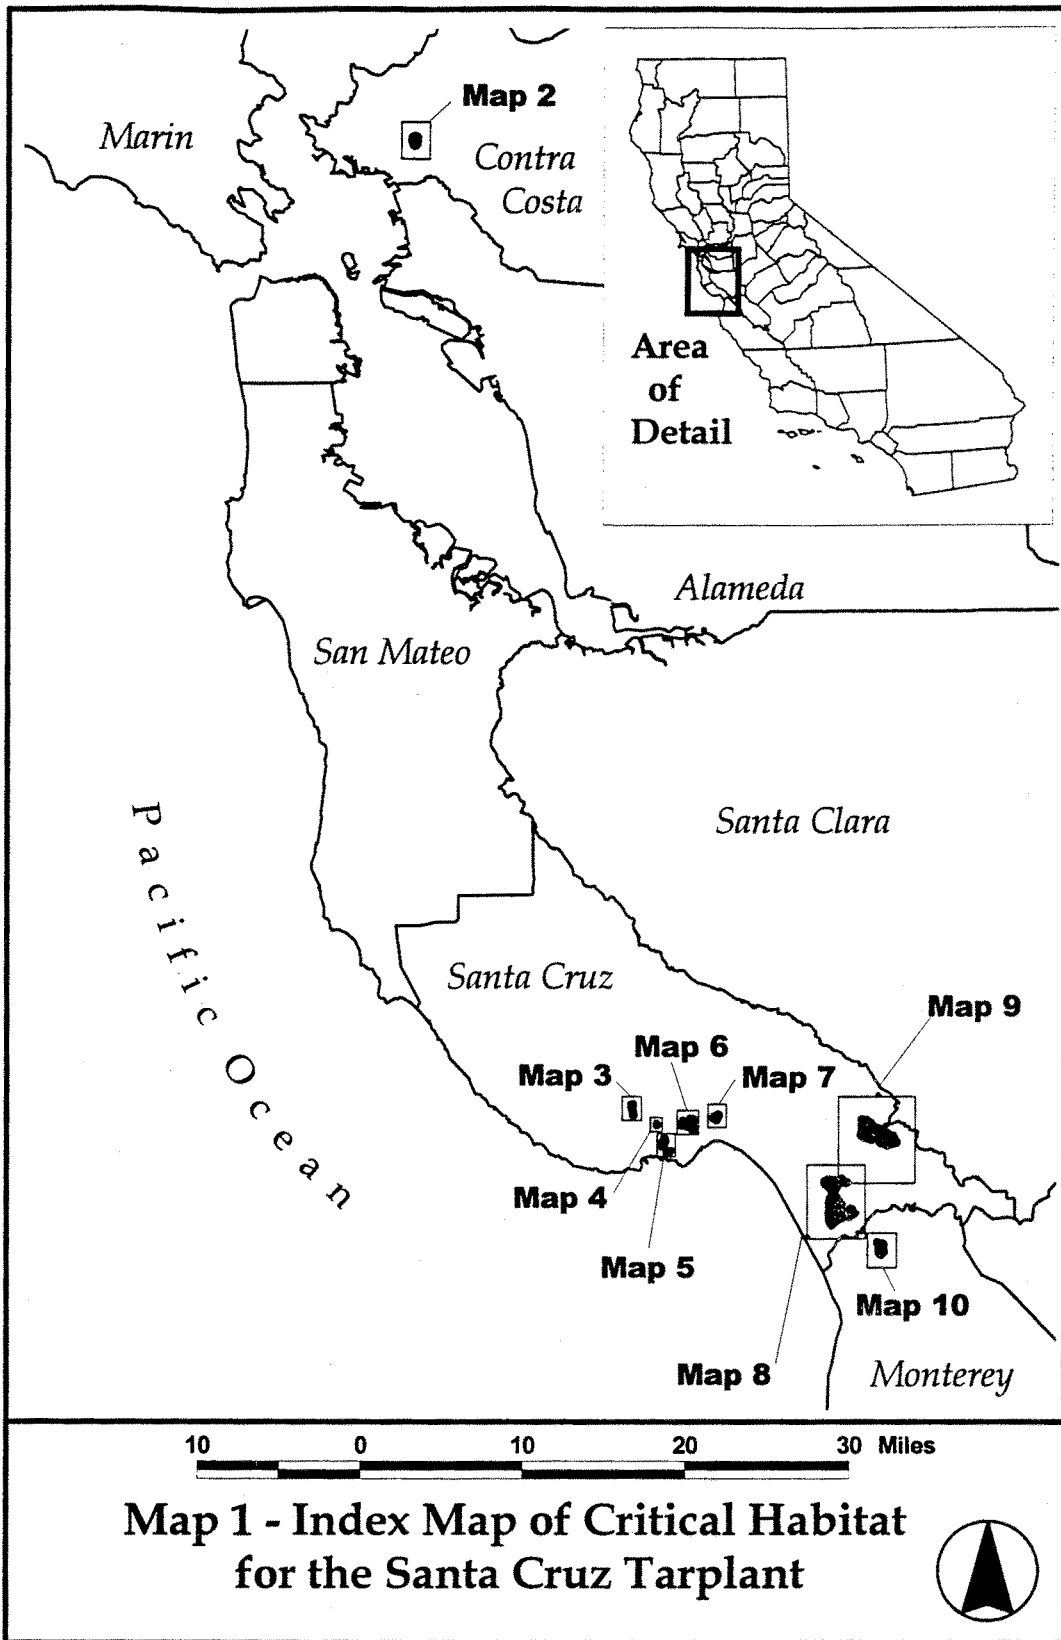 Map 2
Marin
Contra
Costa
Area
of
Detail
Alameda
San Mateo
Santa Clara
Pacific Ocean
Santa Cruz
Map 9
Map 6
Map 3
Map 7
Map 4
Map 5
Map 10
Map 8
Monterey
10 0 10 20 30 Miles
Map 1 - Index Map of Critical Habitat
for the Santa Cruz Tarplant